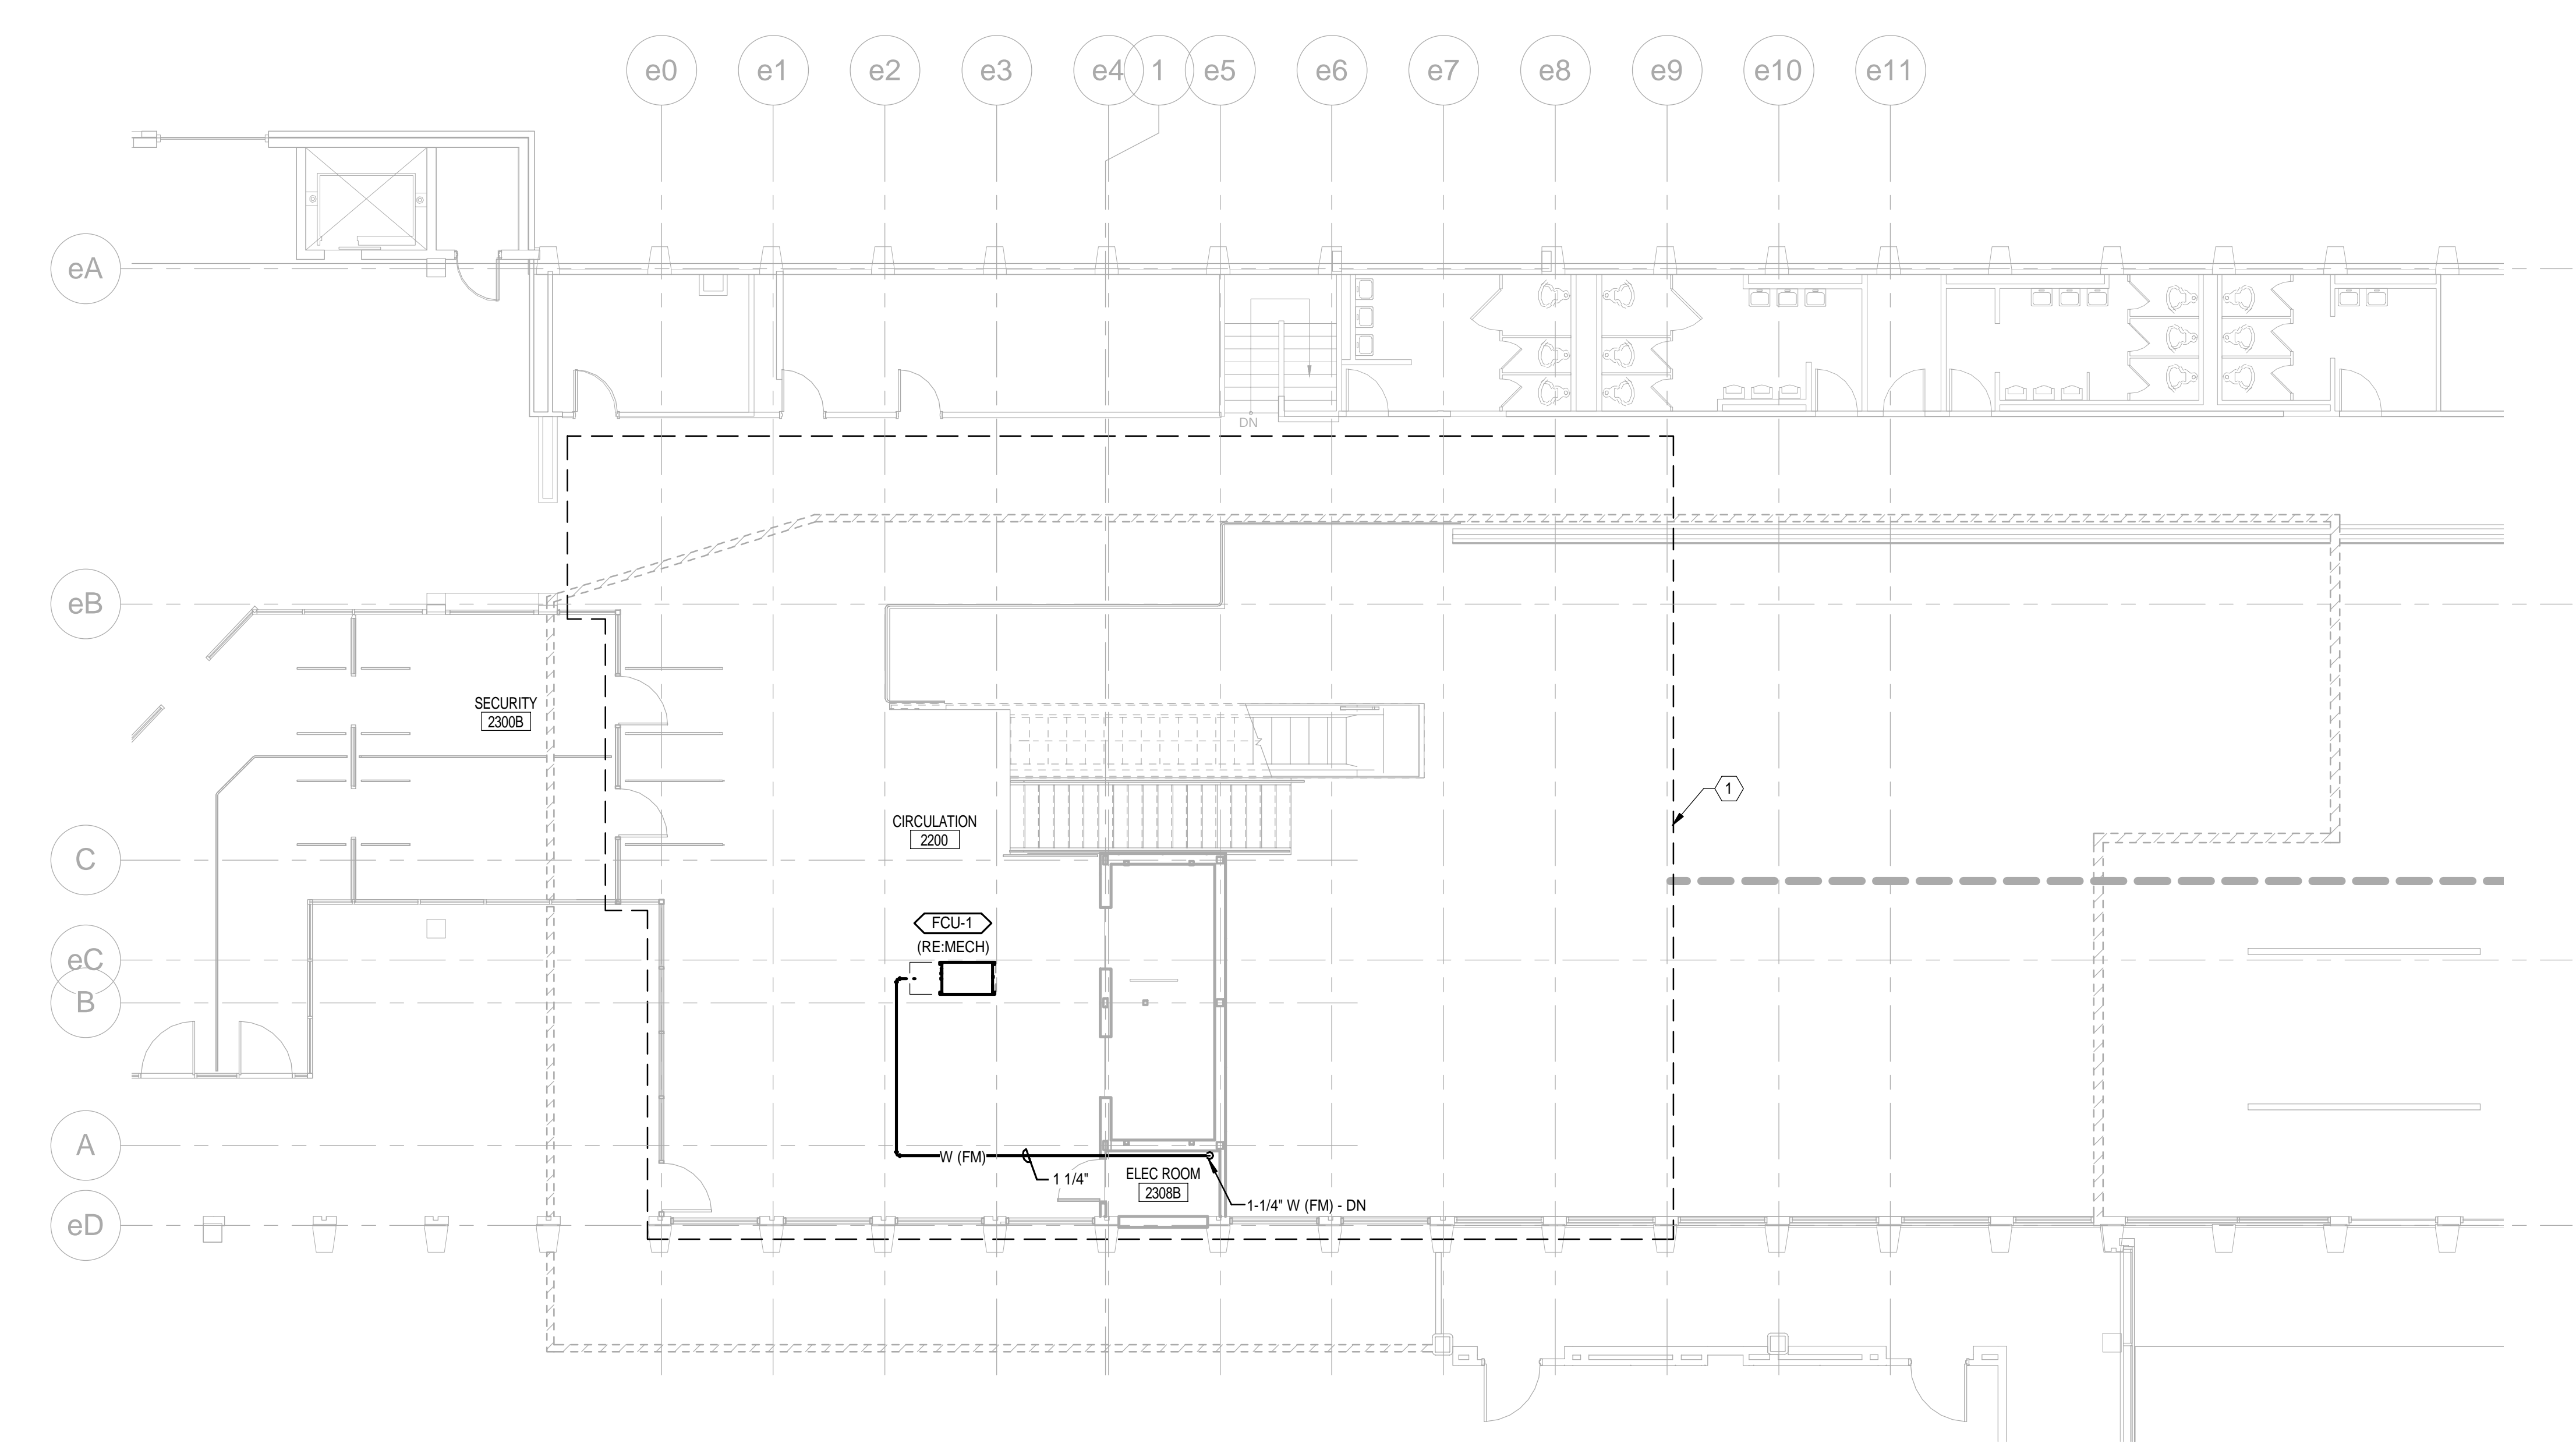 e0 e1 e2 e3 e4 1 e5 e6 e7 e8 e9 e10 e11
eA
DN
eB
SECURITY
2300B
1
CIRCULATION
2200
C
FCU-1
(RE:MECH)
eC
B
A
W (FM)
1 1/4"
ELEC ROOM
2308B
1-1/4" W (FM) - DN
eD